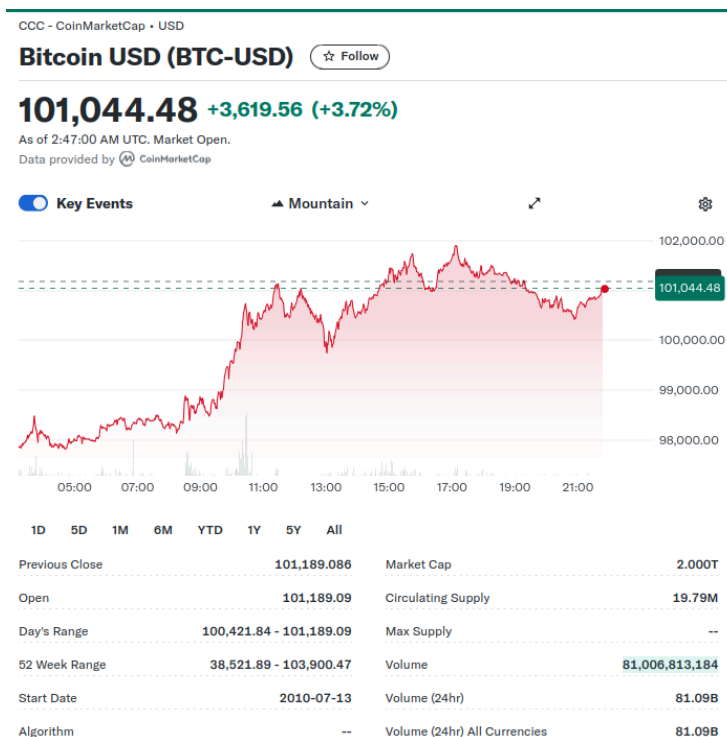 CCC - CoinMarketCap • USD
Bitcoin USD (BTC-USD) Follow
101,044.48 +3,619.56 (+3.72%)
As of 2:47:00 AM UTC. Market Open.
Data provided by CoinMarketCap
Key Events Mountain
102,000.00
101,044.48
100,000.00
99,000.00
98,000.00
05:00 07:00 09:00 11:00 13:00 15:00 17:00 19:00 21:00
1D 5D 1M 6M YTD 1Y 5Y All
Previous Close 101,189.086 Market Cap 2.000T
Open 101,189.09 Circulating Supply 19.79M
Day's Range 100,421.84 - 101,189.09 Max Supply --
52 Week Range 38,521.89 - 103,900.47 Volume 81,006,813,184
Start Date 2010-07-13 Volume (24hr) 81.09B
Algorithm -- Volume (24hr) All Currencies 81.09B